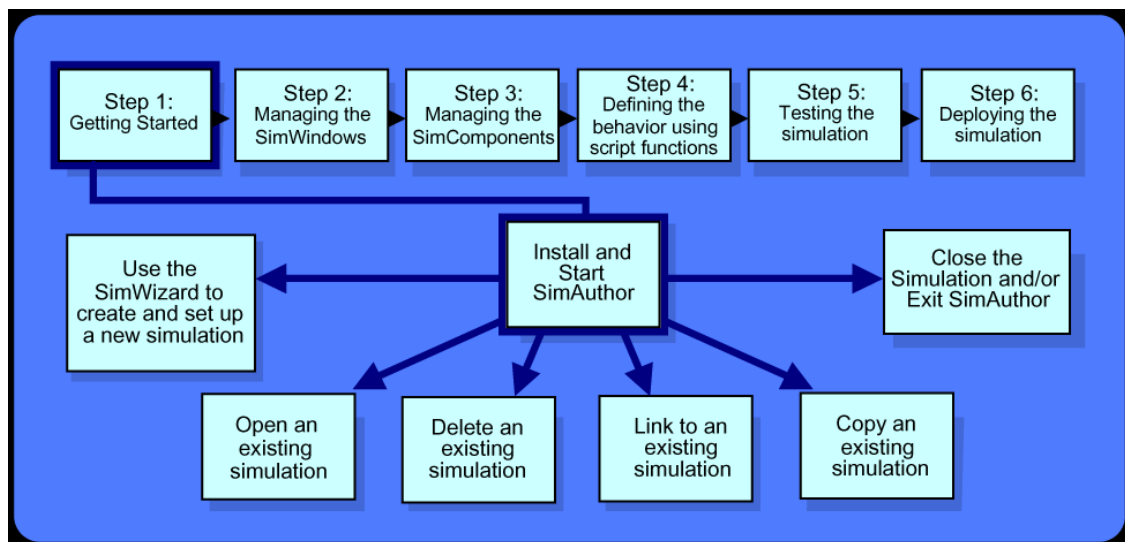 Step 1:
Getting Started
Step 2:
Managing the
SimWindows
Step 3:
Managing the
SimComponents
Step 4:
Defining the
behavior using
script functions
Step 5:
Testing the
simulation
Step 6:
Deploying the
simulation
Install and
Start
SimAuthor
Use the
SimWizard to
create and set up
a new simulation
Close the
Simulation and/or
Exit SimAuthor
Open an
existing
simulation
Delete an
existing
simulation
Link to an
existing
simulation
Copy an
existing
simulation